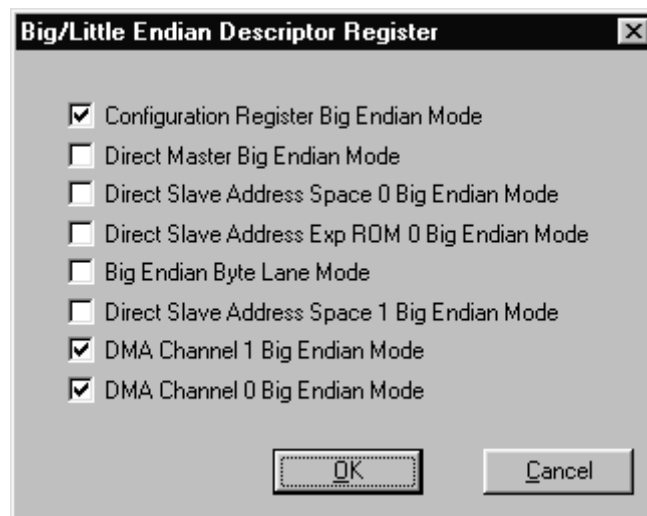 Big/Little Endian Descriptor Register
Configuration Register Big Endian Mode
Direct Master Big Endian Mode
Direct Slave Address Space 0 Big Endian Mode
Direct Slave Address Exp ROM 0 Big Endian Mode
Big Endian Byte Lane Mode
Direct Slave Address Space 1 Big Endian Mode
DMA Channel 1 Big Endian Mode
DMA Channel 0 Big Endian Mode
OK Cancel